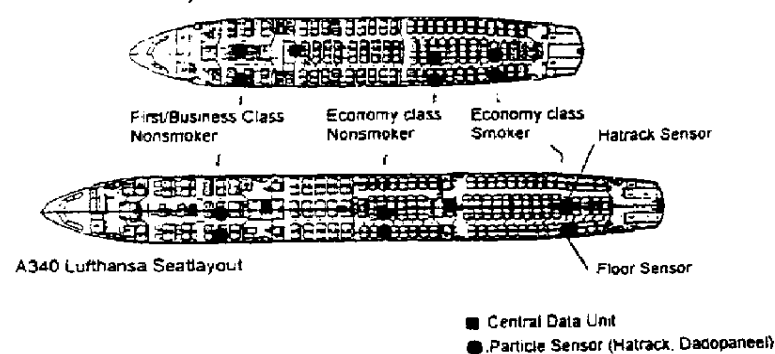 First/Business Class
Nonsmoker
Economy class
Nonsmoker
Economy class
Smoker
Hatrack Sensor
A340 Lufthansa Seatlayout
Floor Sensor
Central Data Unit
Particle Sensor (Hatrack, Dadopaneel)